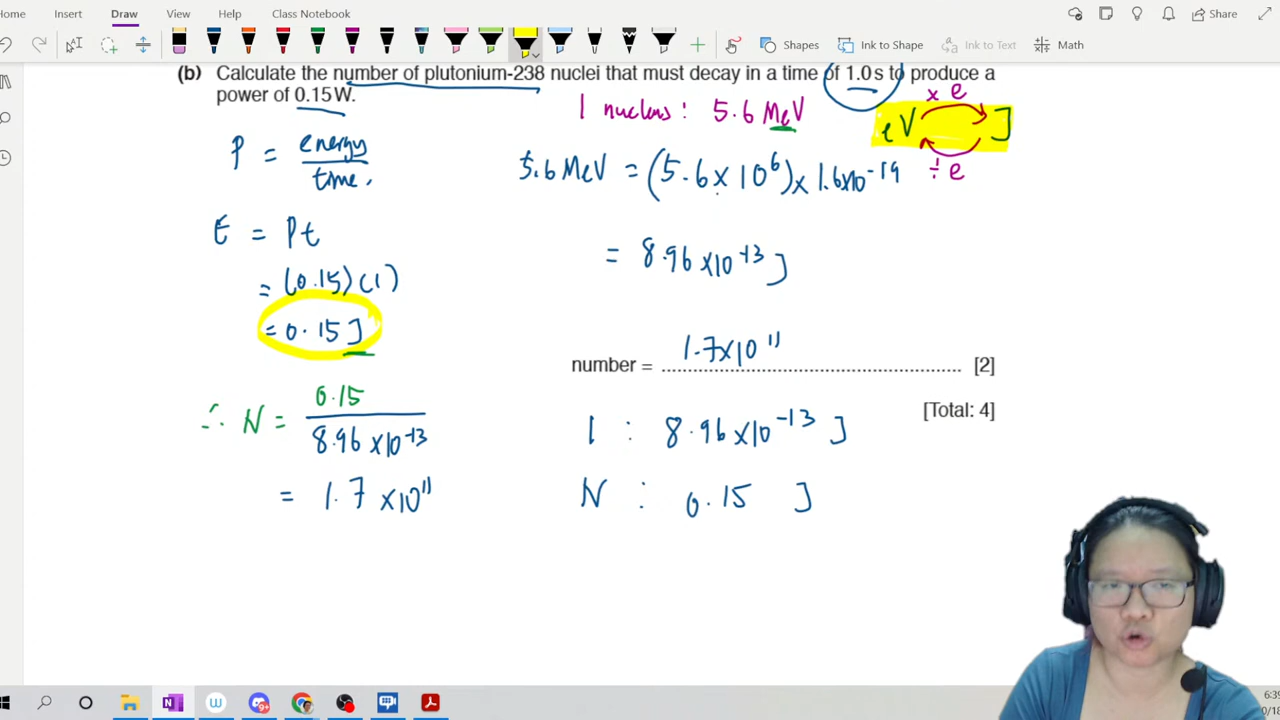 Home Insert Draw View Help Class Notebook
Share
Shapes Ink to Shape Ink to Text Math
(b) Calculate the number of plutonium-238 nuclei that must decay in a time of 1.0 s to produce a
power of 0.15 W.
1 nucleus: 5.6 MeV
× e
eV J
÷ e
P = energy / time.
5.6 MeV = (5.6 × 10⁶) × 1.6×10⁻¹⁹
E = Pt
= 8.96 × 10⁻¹³ J
= (0.15)(1)
= 0.15 J
number = 1.7×10¹¹ [2]
[Total: 4]
∴ N = 0.15 / 8.96 × 10⁻¹³
1 : 8.96 × 10⁻¹³ J
= 1.7 × 10¹¹
N : 0.15 J